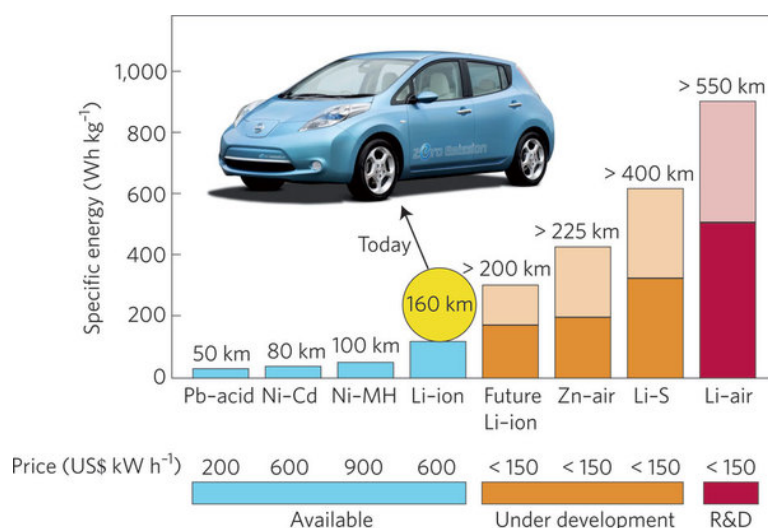 Specific energy (Wh kg⁻¹)
1,000
800
600
400
200
0
Zero Emission
Today
50 km
80 km
100 km
160 km
> 200 km
> 225 km
> 400 km
> 550 km
Pb–acid Ni–Cd Ni–MH Li–ion Future Li–ion Zn–air Li–S Li–air
Price (US$ kW h⁻¹) 200 600 900 600 < 150 < 150 < 150 < 150
Available Under development R&D